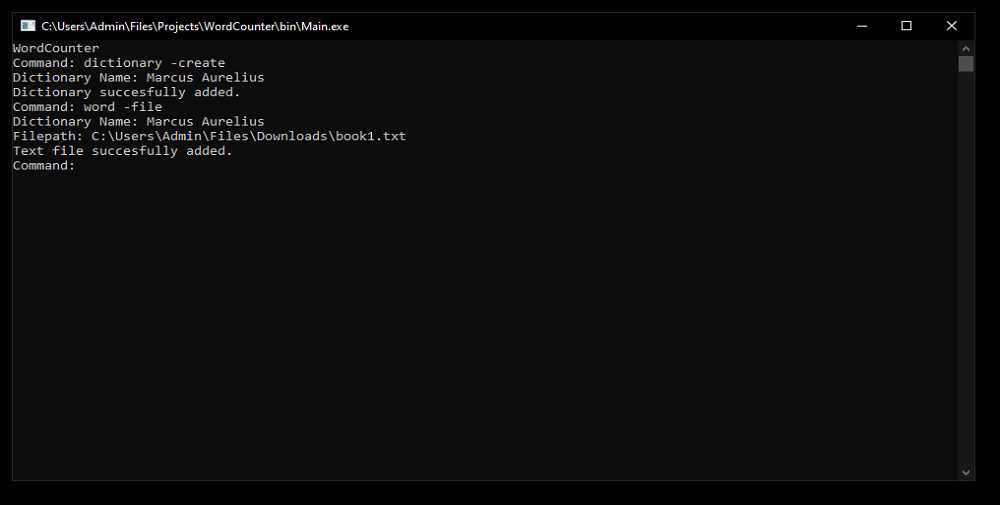 C:\Users\Admin\Files\Projects\WordCounter\bin\Main.exe
WordCounter
Command: dictionary -create
Dictionary Name: Marcus Aurelius
Dictionary succesfully added.
Command: word -file
Dictionary Name: Marcus Aurelius
Filepath: C:\Users\Admin\Files\Downloads\book1.txt
Text file succesfully added.
Command: